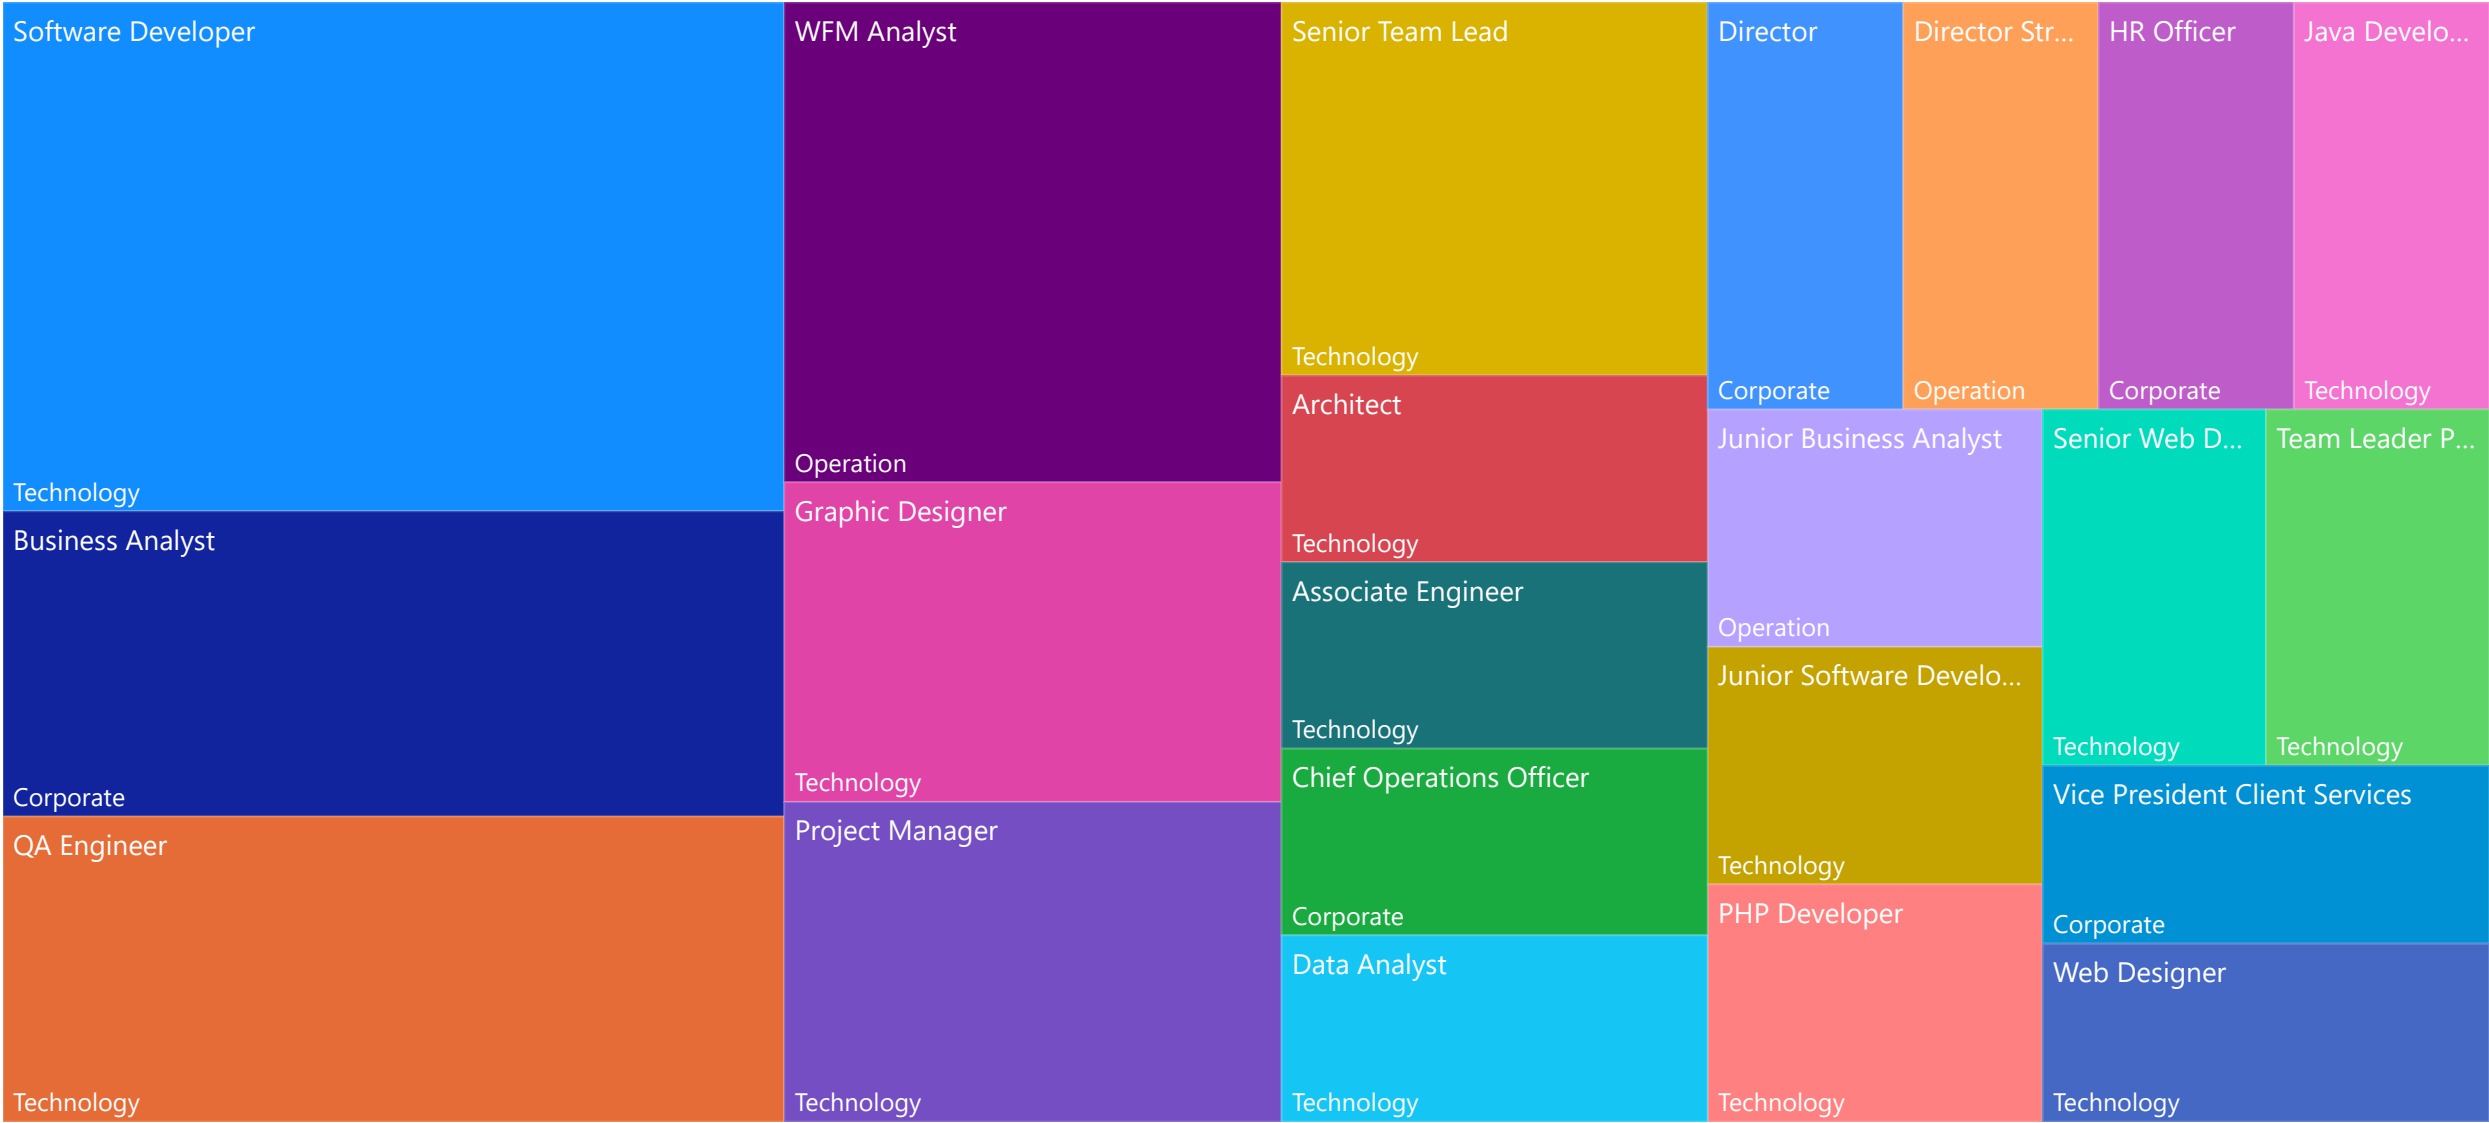 Software Developer
Technology
Business Analyst
Corporate
QA Engineer
Technology
WFM Analyst
Operation
Graphic Designer
Technology
Project Manager
Technology
Senior Team Lead
Technology
Architect
Technology
Associate Engineer
Technology
Chief Operations Officer
Corporate
Data Analyst
Technology
Director
Corporate
Director Str...
Operation
HR Officer
Corporate
Java Develo...
Technology
Junior Business Analyst
Operation
Junior Software Develo...
Technology
PHP Developer
Technology
Senior Web D...
Technology
Team Leader P...
Technology
Vice President Client Services
Corporate
Web Designer
Technology